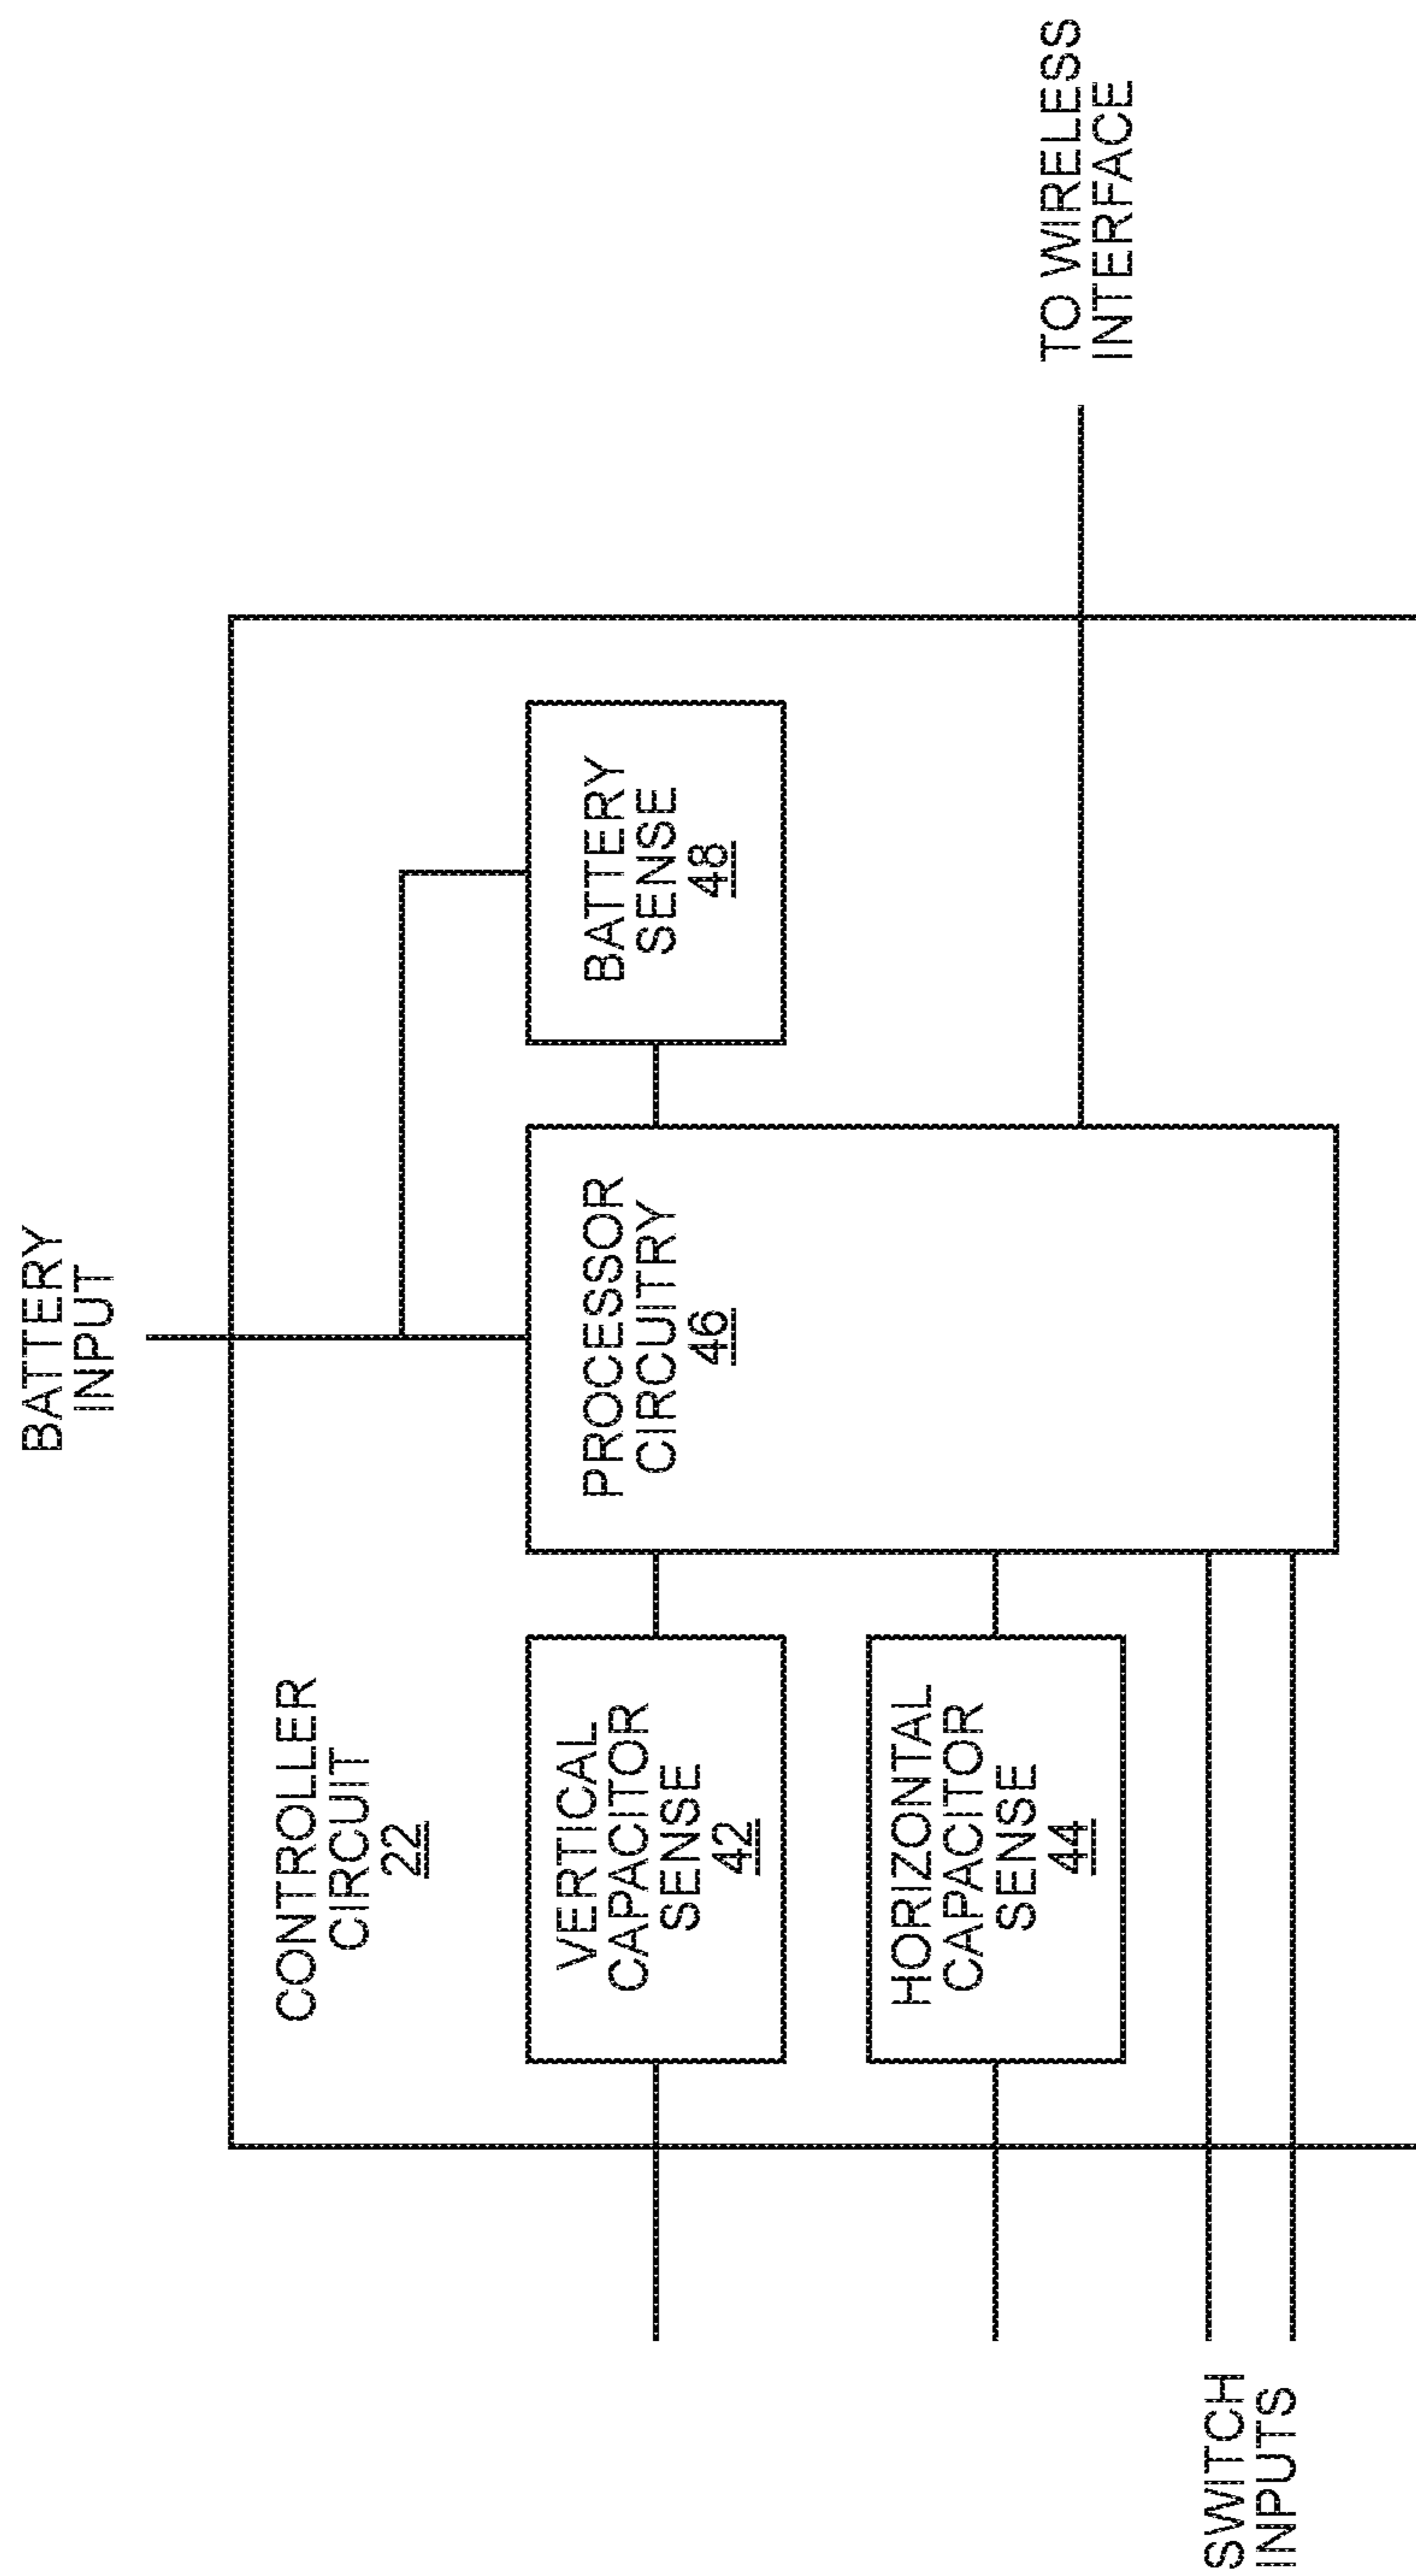 BATTERY
INPUT
CONTROLLER
CIRCUIT
22
VERTICAL
CAPACITOR
SENSE
42
PROCESSOR
CIRCUITRY
46
BATTERY
SENSE
48
HORIZONTAL
CAPACITOR
SENSE
44
TO WIRELESS
INTERFACE
SWITCH
INPUTS